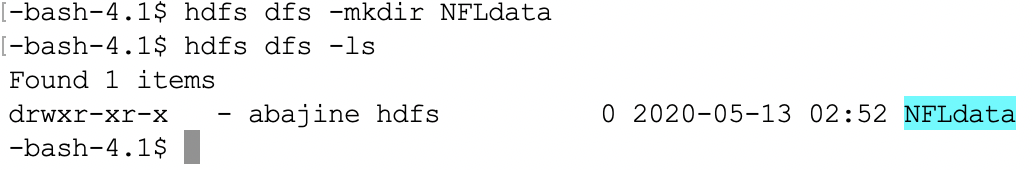 [-bash-4.1$ hdfs dfs -mkdir NFLdata
[-bash-4.1$ hdfs dfs -ls
Found 1 items
drwxr-xr-x   - abajine hdfs          0 2020-05-13 02:52 NFLdata
-bash-4.1$